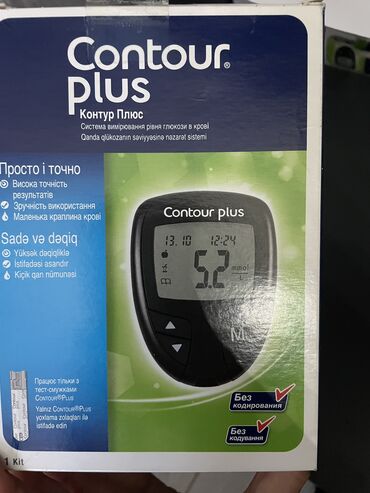 Contour®
plus
Контур Плюс
Система вимірювання рівня глюкози в крові
Qanda qlükozanın səviyyəsinə nəzarət sistemi
Просто і точно
Висока точність
результатів
Зручність використання
Маленька краплина крові
Sadə və dəqiq
Yüksək dəqiqliklə
İstifadəsi asandır
Kiçik qan nümunəsi
Contour plus
13.10 12:24
5.2 mmol
L
M
Працює тільки з
тест-смужками
CONTOUR®PLUS
Yalnız CONTOUR®PLUS
yoxlama zolaqları ilə
istifadə edin
Без
кодирования
Без
кодування
1 Kit